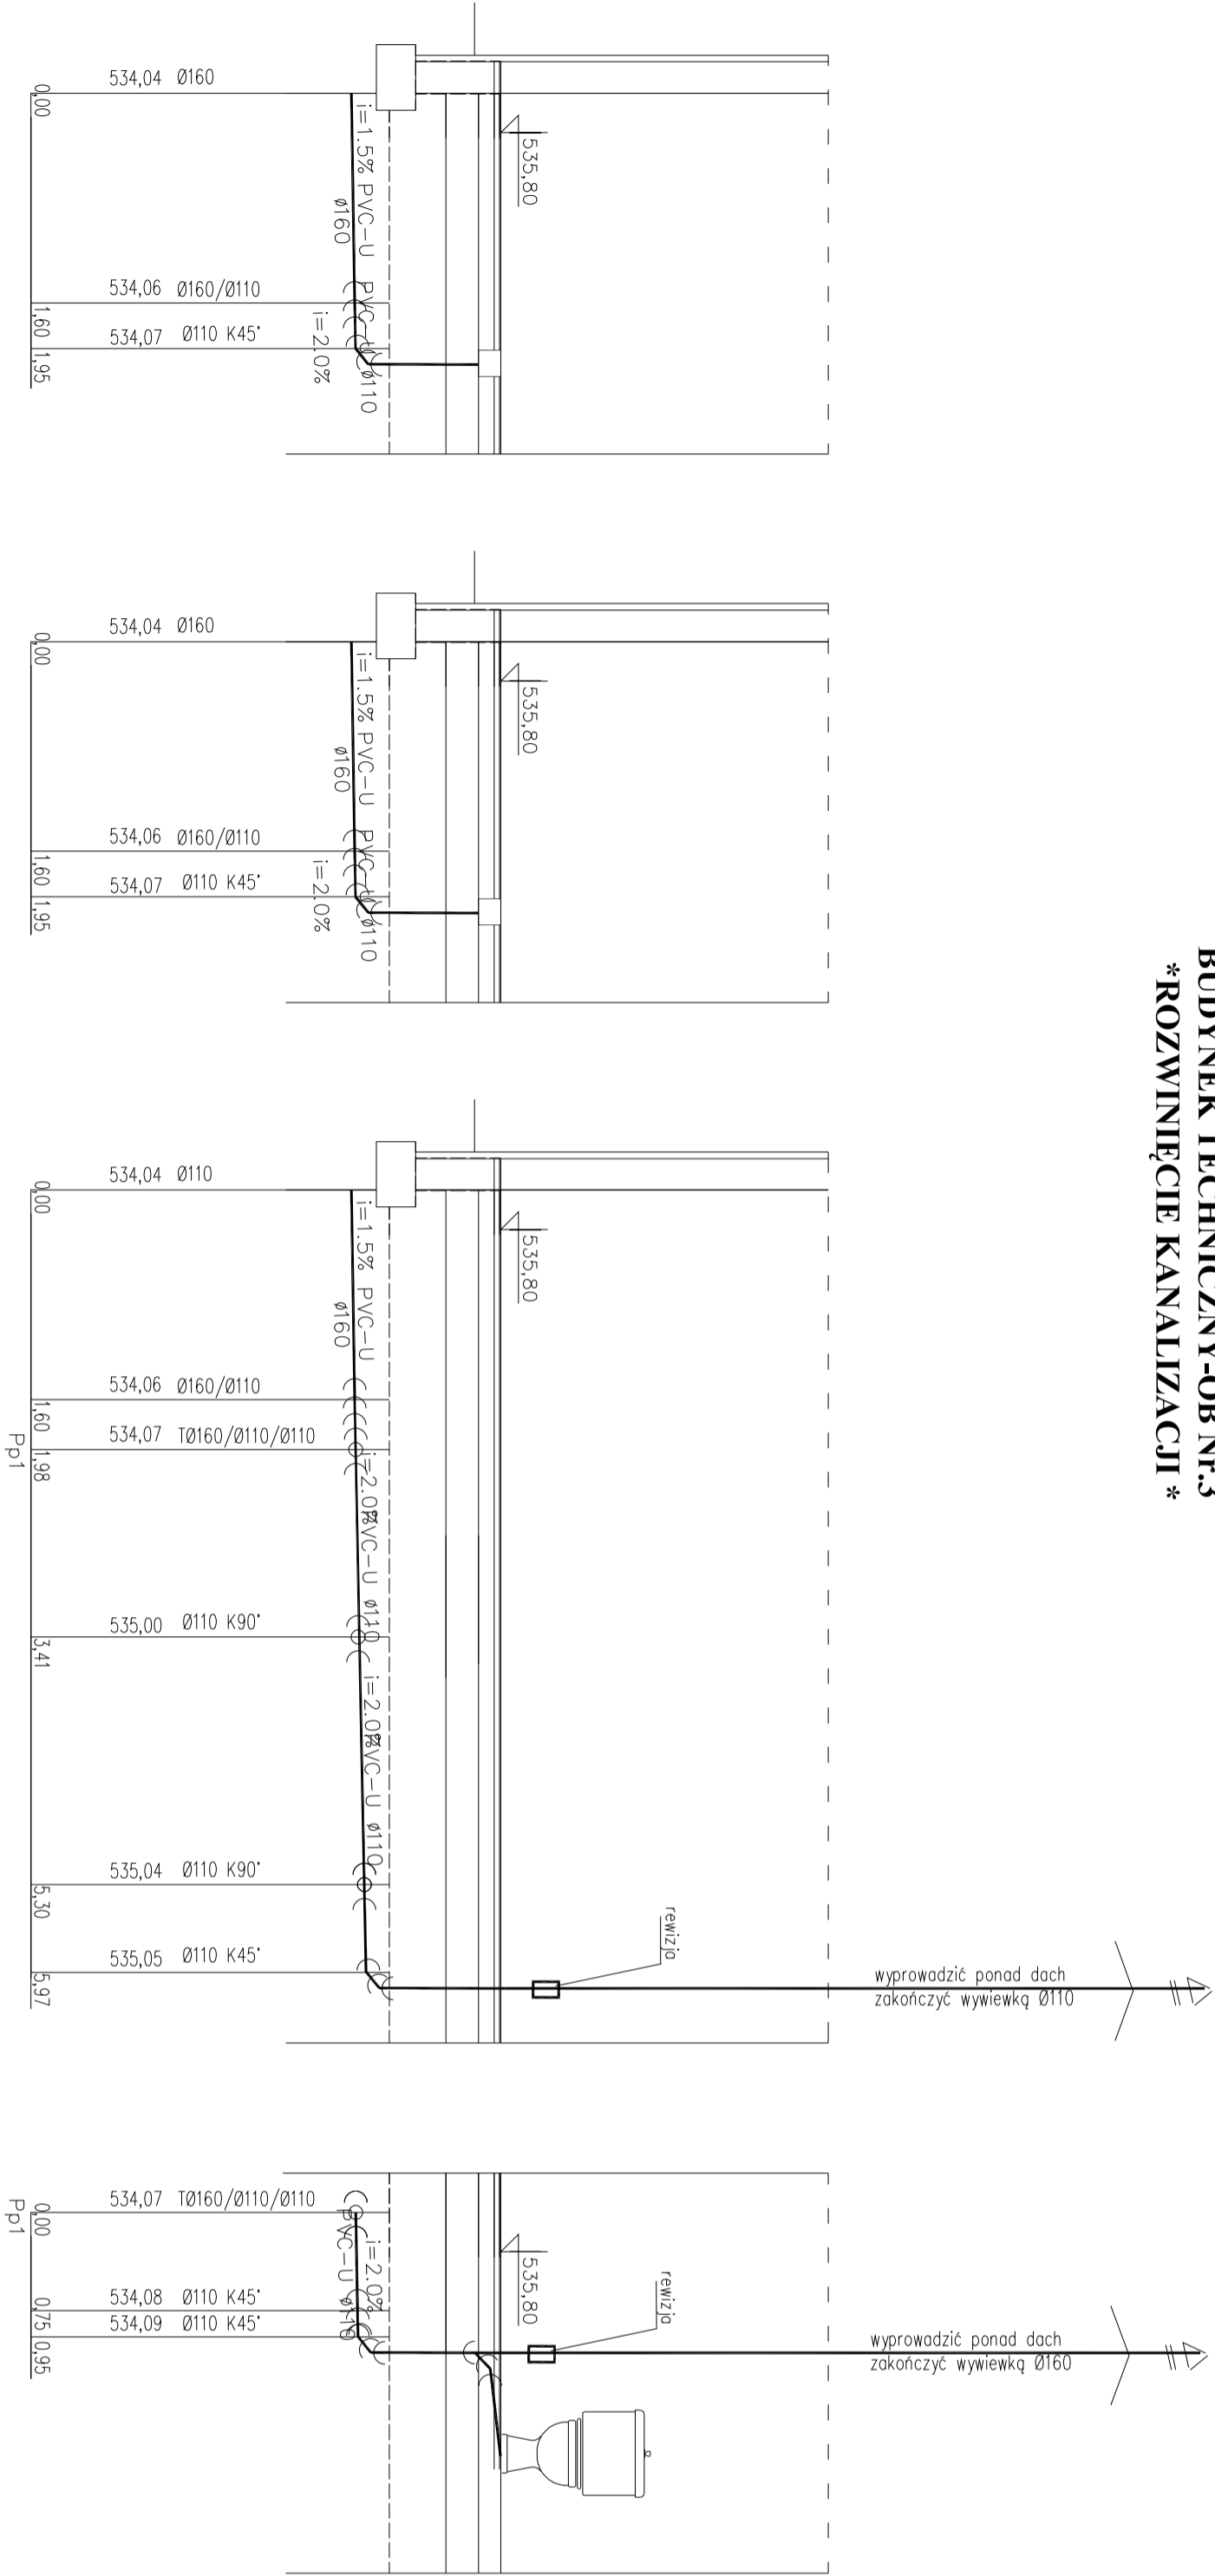 BUDYNEK TECHNICZNY-OB Nr.3
*ROZWINIĘCIE KANALIZACJI *
534,04 Ø160
0,00
i=1.5% PVC-U
ø160
535,80
534,06 Ø160/Ø110
1,60
PVC-U ø110
i=2.0%
534,07 Ø110 K45°
1,95
534,04 Ø160
0,00
i=1.5% PVC-U
ø160
535,80
534,06 Ø160/Ø110
1,60
PVC-U ø110
i=2.0%
534,07 Ø110 K45°
1,95
534,04 Ø110
0,00
i=1.5% PVC-U
ø160
535,80
534,06 Ø160/Ø110
1,60
534,07 TØ160/Ø110/Ø110
1,98
Pp1
i=2.0% PVC-U ø110
535,00 Ø110 K90°
3,41
i=2.0% PVC-U ø110
535,04 Ø110 K90°
5,30
535,05 Ø110 K45°
5,97
rewizja
wyprowadzić ponad dach
zakończyć wywiewką Ø110
534,07 TØ160/Ø110/Ø110
0,00
Pp1
i=2.0%
PVC-U ø110
535,80
534,08 Ø110 K45°
0,75
534,09 Ø110 K45°
0,95
rewizja
wyprowadzić ponad dach
zakończyć wywiewką Ø160